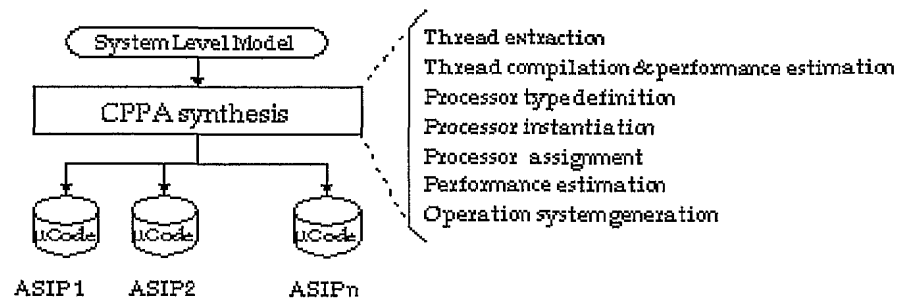 System Level Model
CPPA synthesis
μCode
μCode
μCode
ASIP1
ASIP2
ASIPn
Thread extraction
Thread compilation & performance estimation
Processor type definition
Processor instantiation
Processor assignment
Performance estimation
Operation system generation